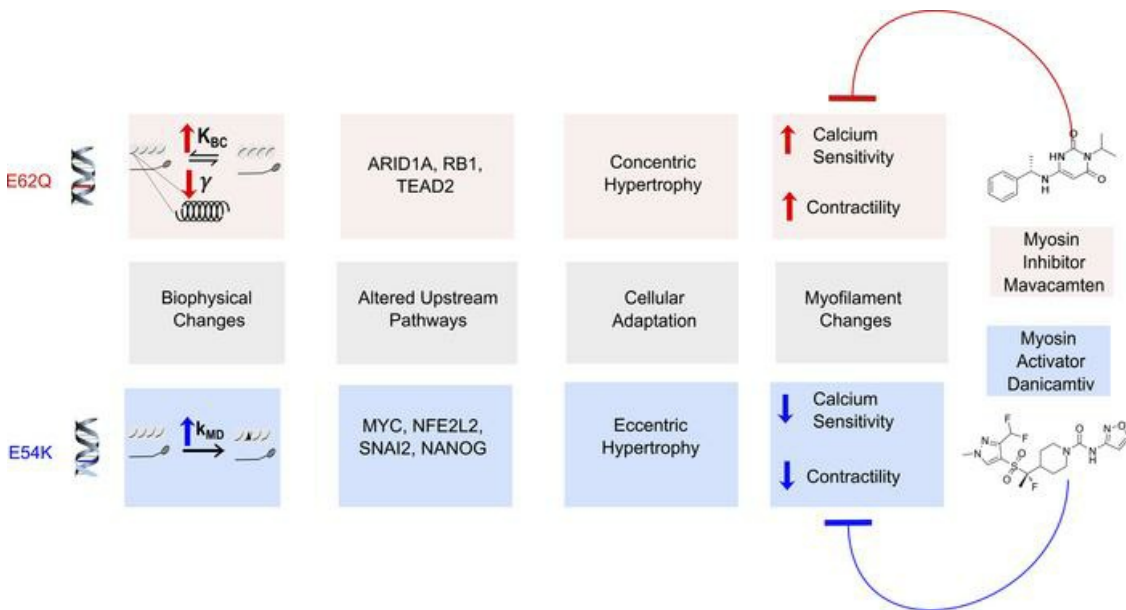 E62Q
K_BC
γ
ARID1A, RB1,
TEAD2
Concentric
Hypertrophy
Calcium
Sensitivity
Contractility
O
HN
N
N
H
O
Myosin
Inhibitor
Mavacamten
Biophysical
Changes
Altered Upstream
Pathways
Cellular
Adaptation
Myofilament
Changes
Myosin
Activator
Danicamtiv
E54K
k_MD
MYC, NFE2L2,
SNAI2, NANOG
Eccentric
Hypertrophy
Calcium
Sensitivity
Contractility
F
F
N
N
O
S
O
F
N
O
N
H
N
O